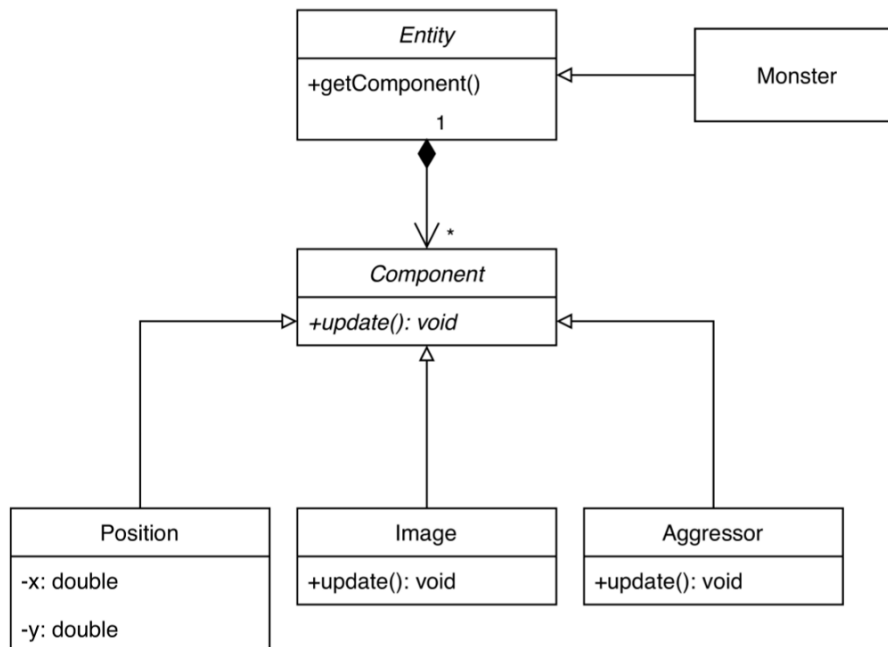 Entity
+getComponent()
1
Monster
*
Component
+update(): void
Position
-x: double
-y: double
Image
+update(): void
Aggressor
+update(): void